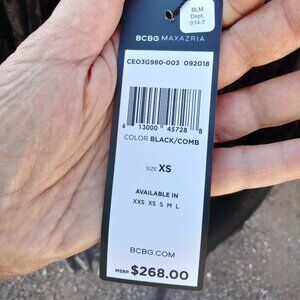 BLM
Dept.
014-7
BCBG MAXAZRIA
CEO3G980-003 092018
6 13000 45728 8
COLOR BLACK/COMB
SIZE XS
AVAILABLE IN
XXS XS S M L
BCBG.COM
MSRP $268.00